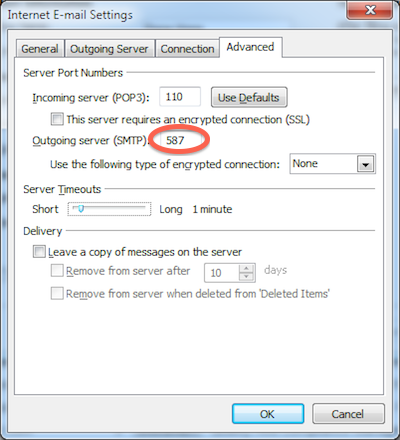 Internet E-mail Settings
General Outgoing Server Connection Advanced
Server Port Numbers
Incoming server (POP3): 110 Use Defaults
This server requires an encrypted connection (SSL)
Outgoing server (SMTP): 587
Use the following type of encrypted connection: None
Server Timeouts
Short Long 1 minute
Delivery
Leave a copy of messages on the server
Remove from server after 10 days
Remove from server when deleted from 'Deleted Items'
OK Cancel